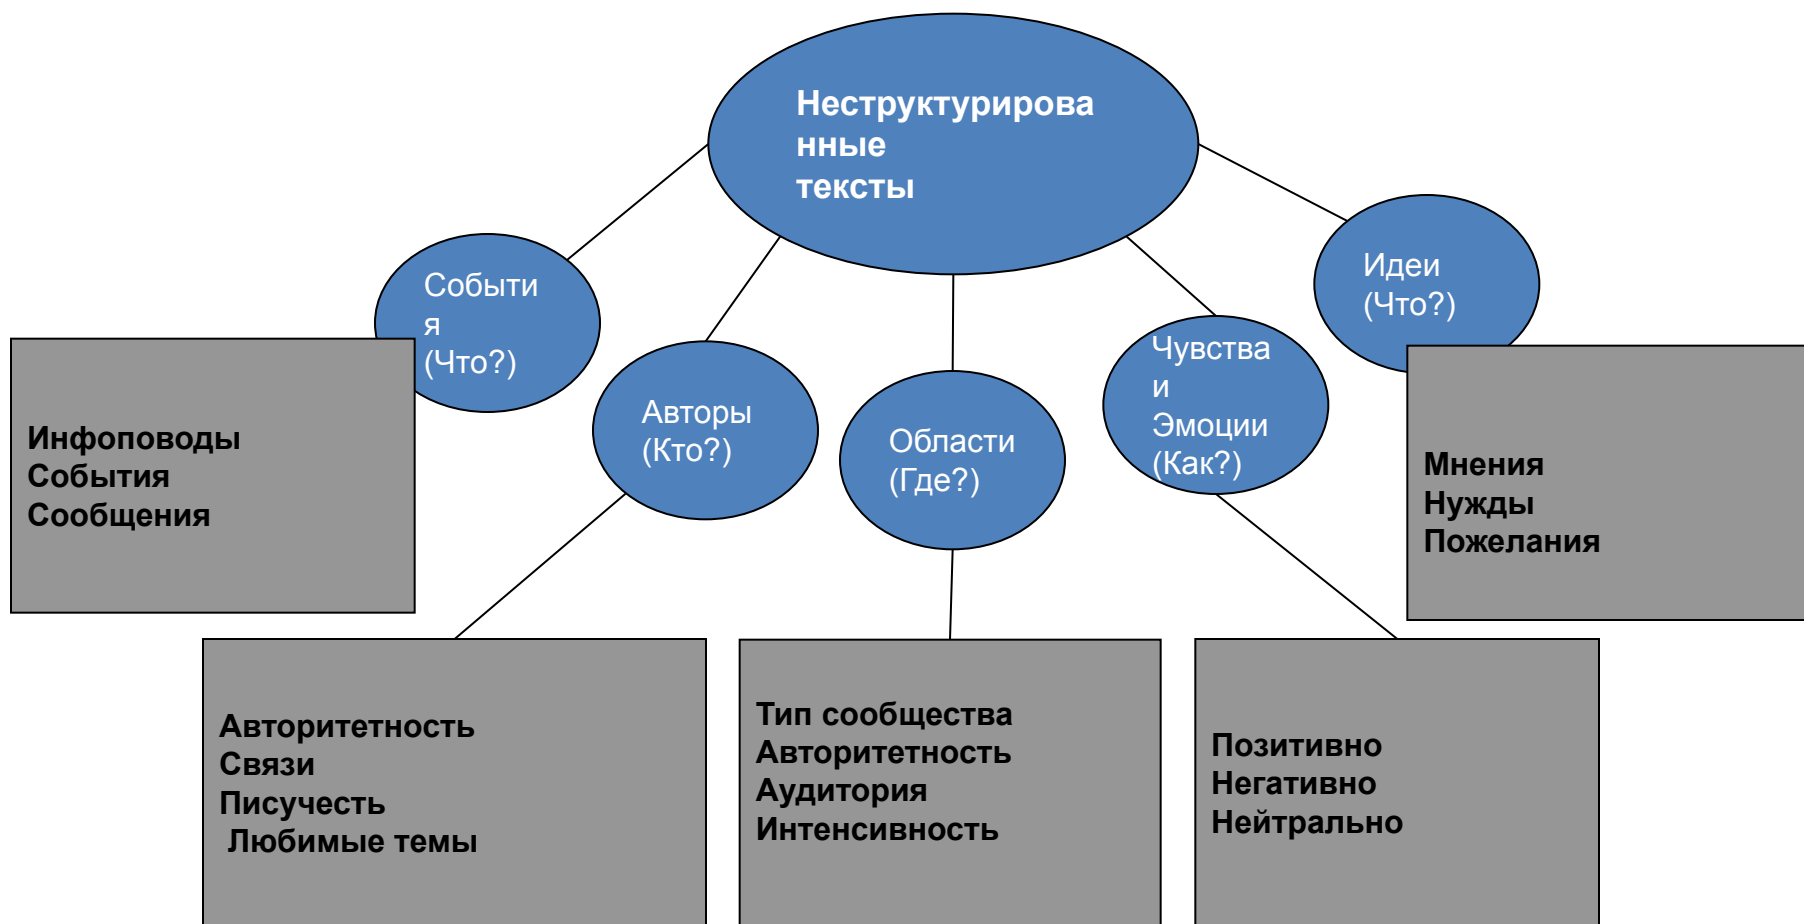 Неструктурирова
нные
тексты
Событи
я
(Что?)
Авторы
(Кто?)
Области
(Где?)
Чувства
и
Эмоции
(Как?)
Идеи
(Что?)
Инфоповоды
События
Сообщения
Авторитетность
Связи
Писучесть
Любимые темы
Тип сообщества
Авторитетность
Аудитория
Интенсивность
Позитивно
Негативно
Нейтрально
Мнения
Нужды
Пожелания